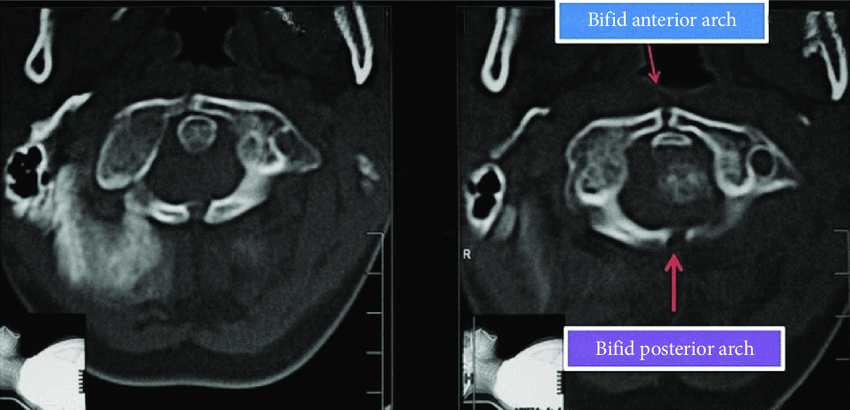 Bifid anterior arch
R
Bifid posterior arch